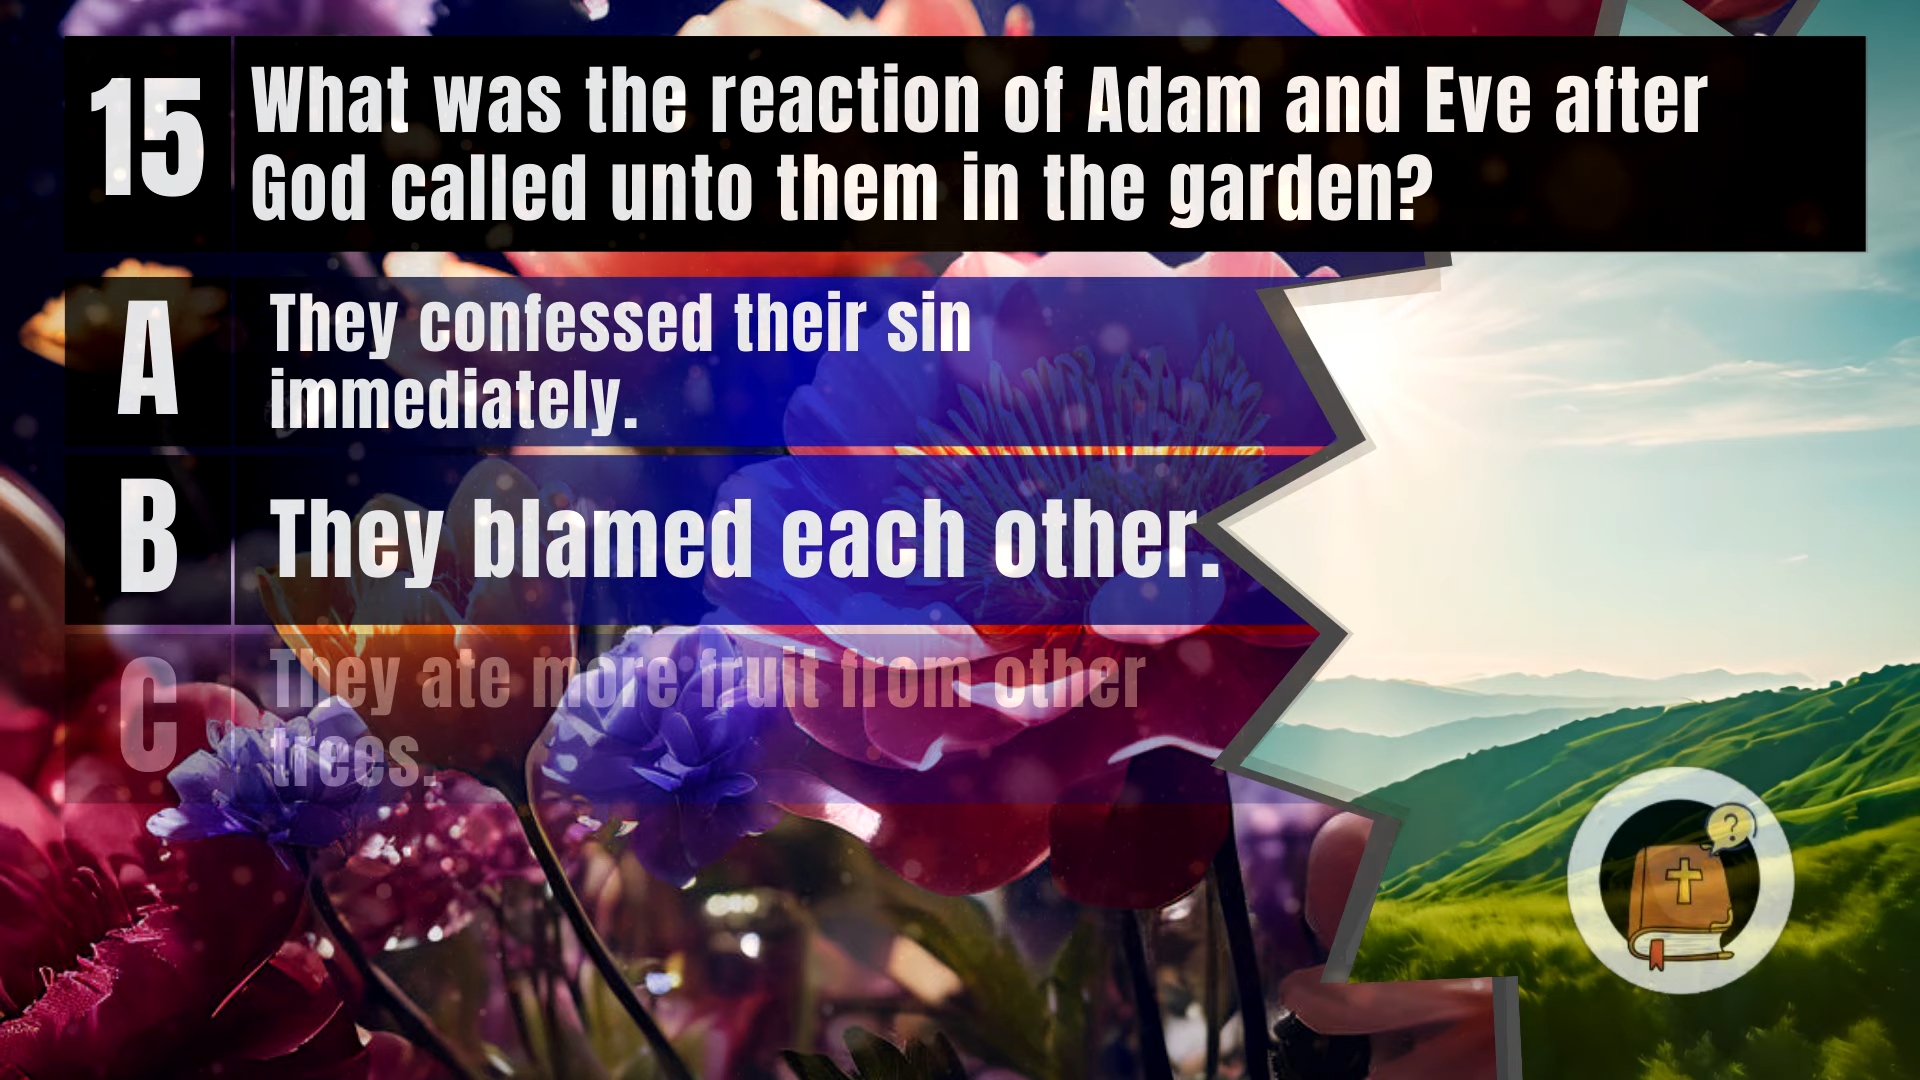 15
What was the reaction of Adam and Eve after
God called unto them in the garden?
A
They confessed their sin
immediately.
B
They blamed each other.
C
They ate more fruit from other
trees.
?